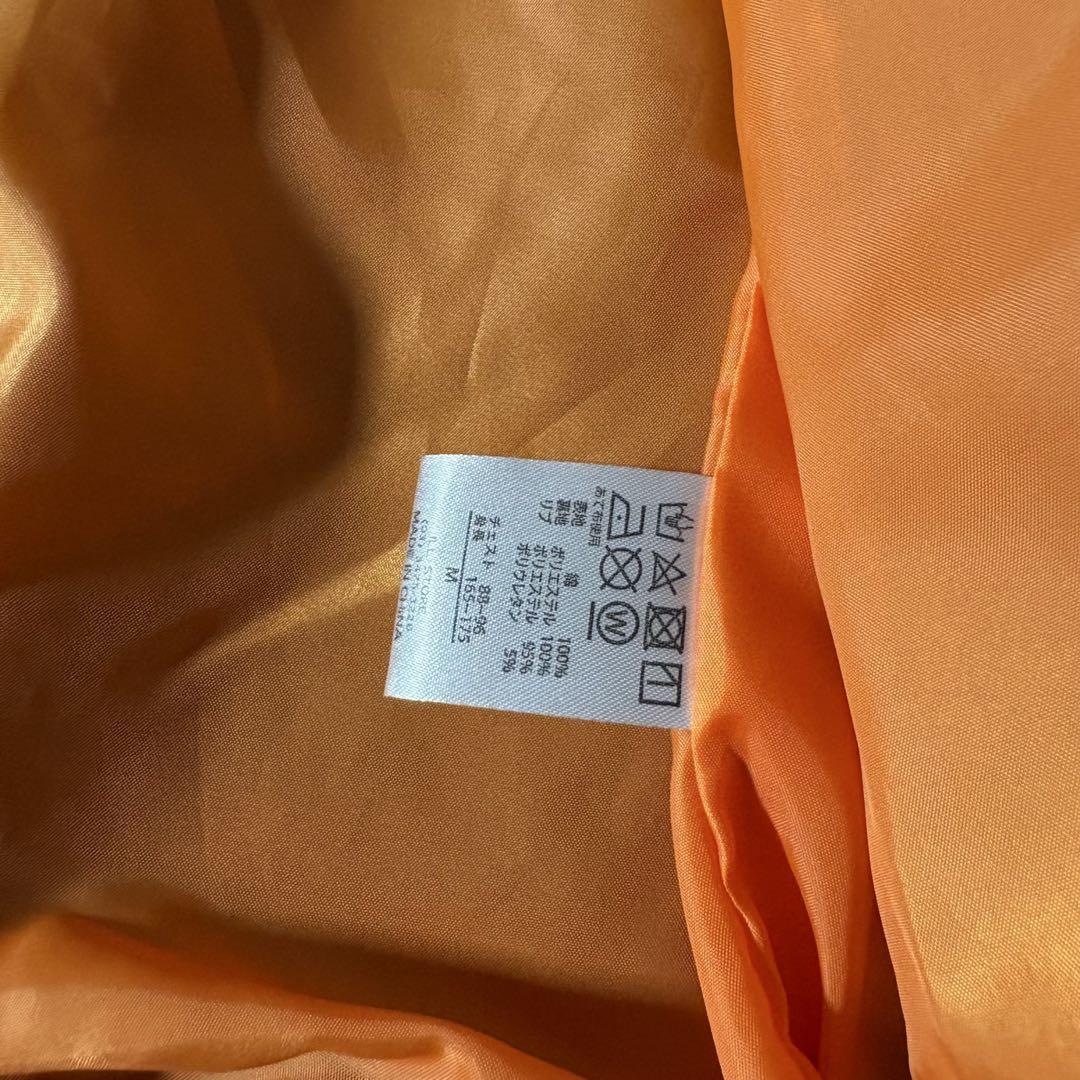 W
あて布使用
表地 綿 100%
裏地 ポリエステル 100%
リブ ポリエステル 95%
ポリウレタン 5%
チェスト 88-96
身長 165-175
M
STORE
MADE IN CHINA